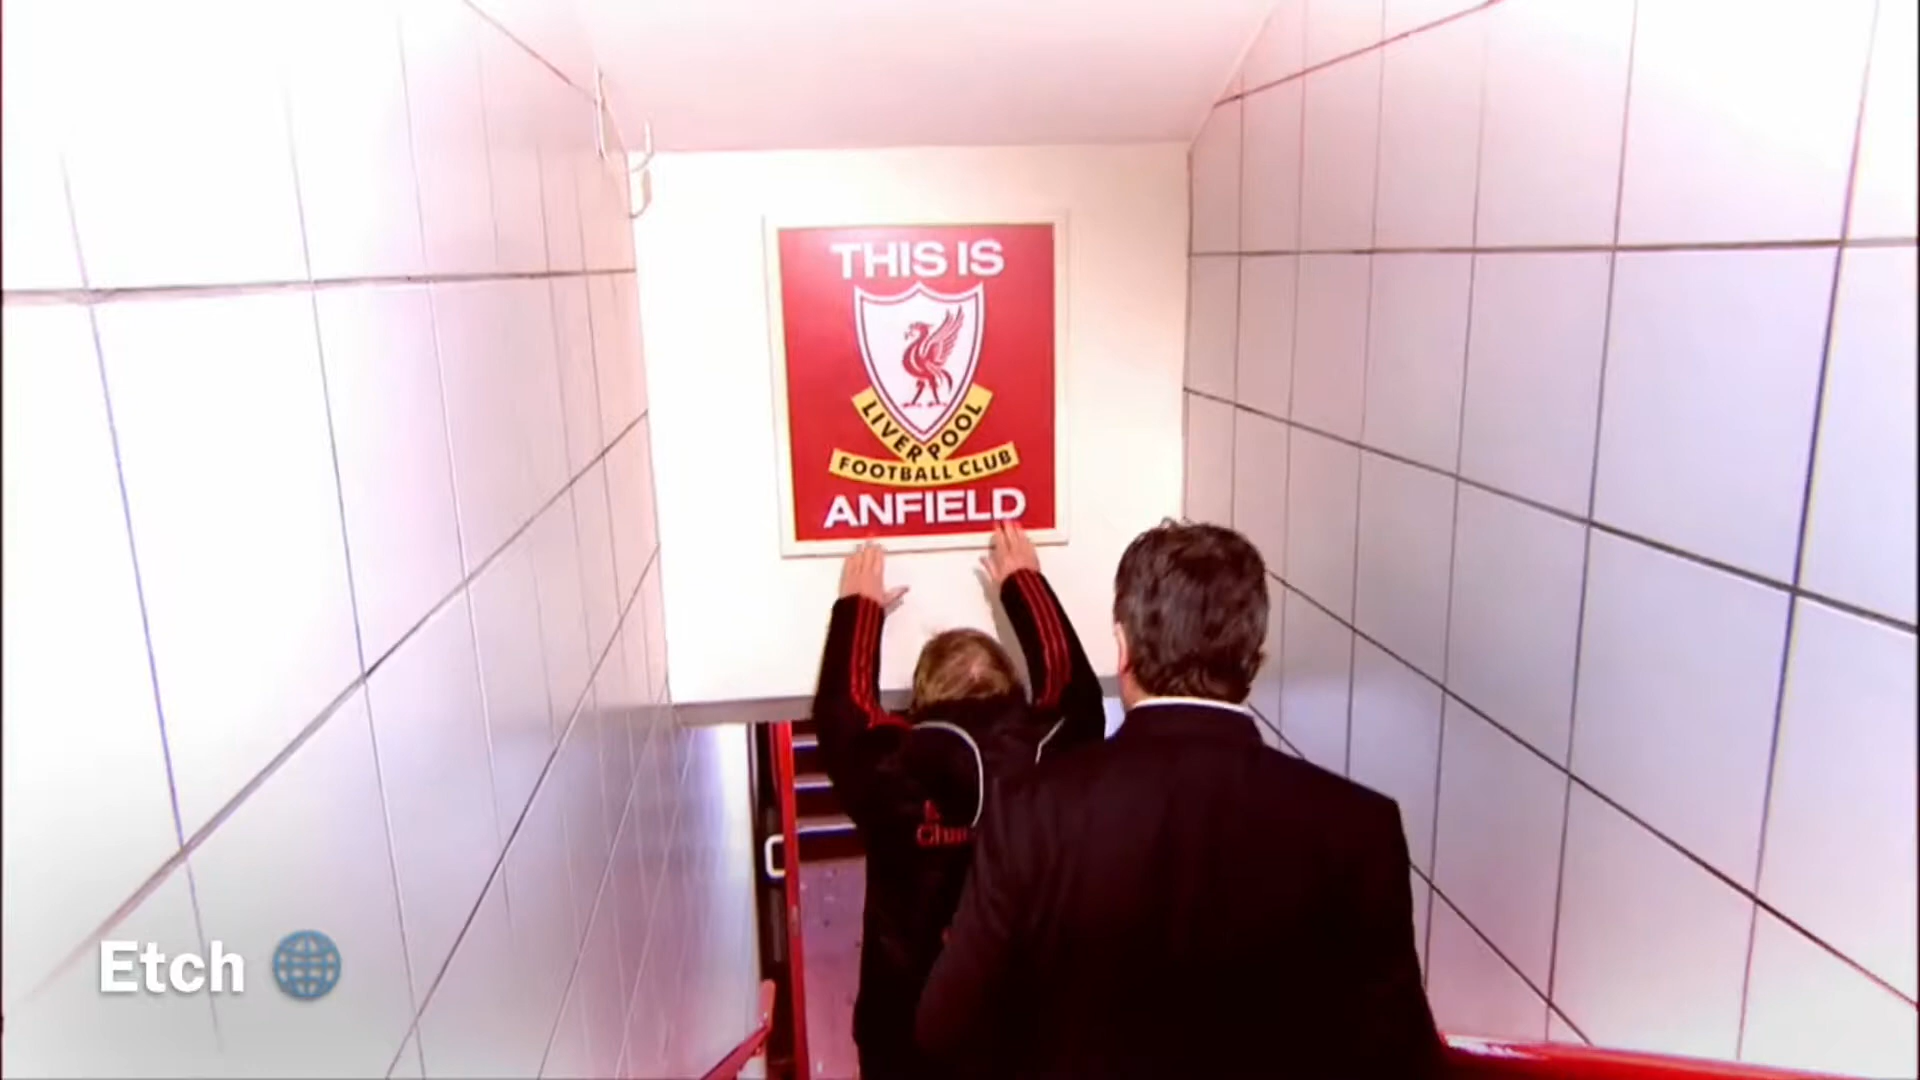 THIS IS
LIVERPOOL
FOOTBALL CLUB
ANFIELD
Etch